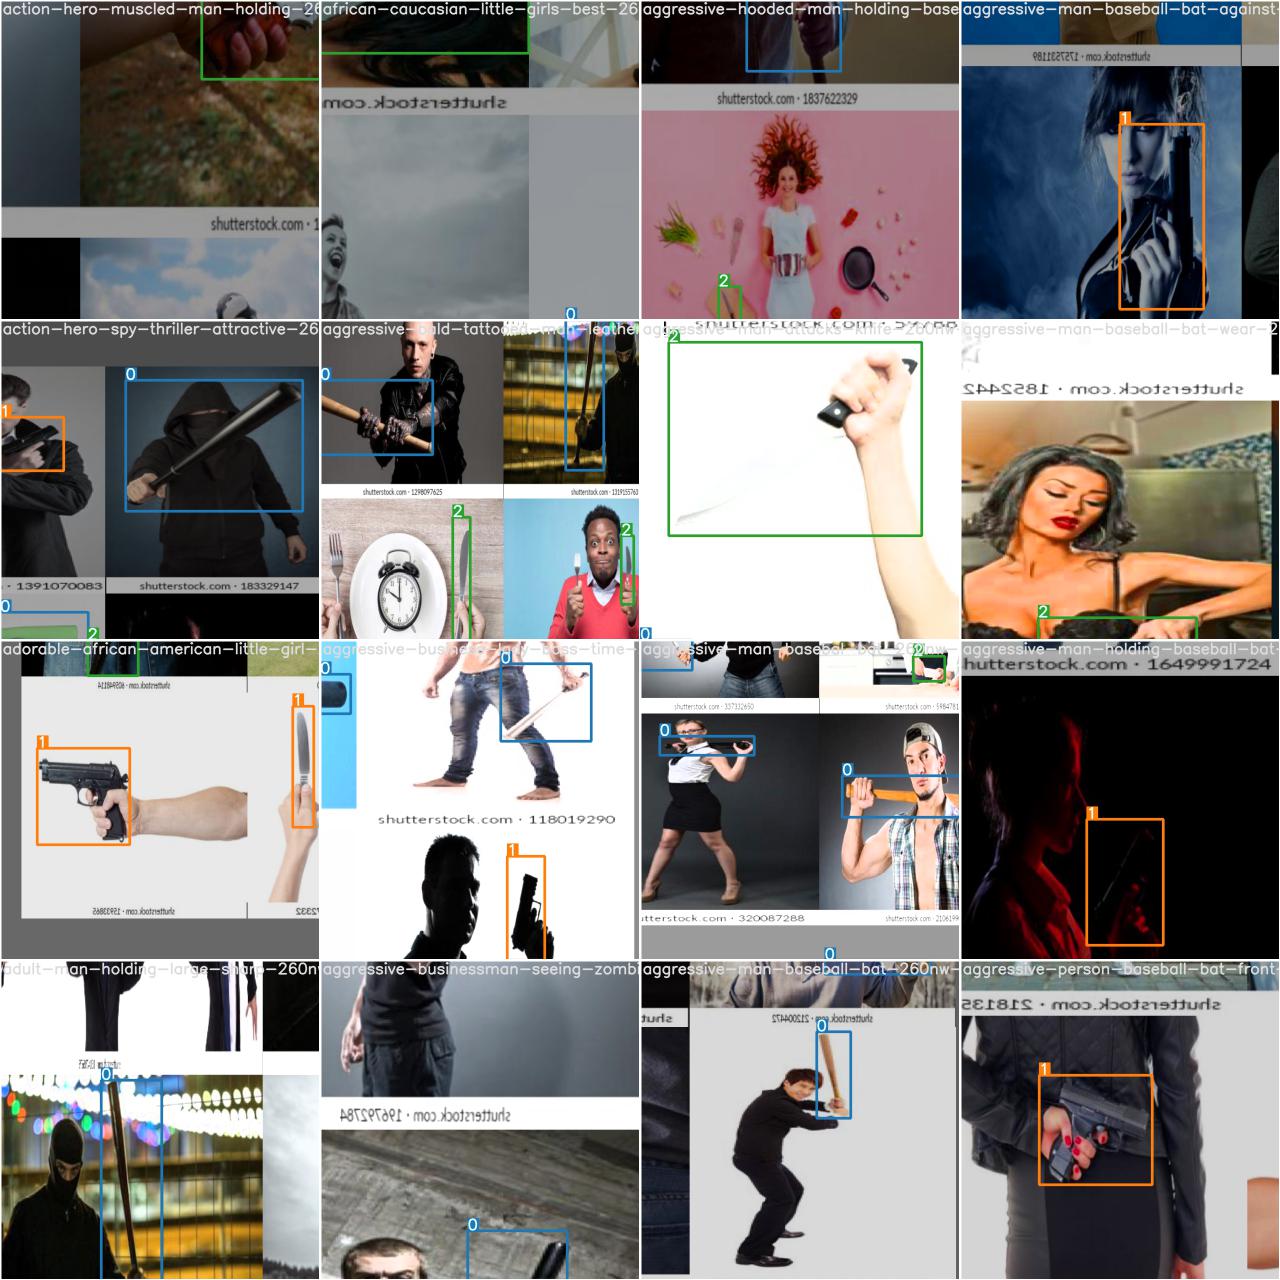 action-hero-muscled-man-holding-26
african-caucasian-little-girls-best-26
aggressive-hooded-man-holding-base
aggressive-man-baseball-bat-against-
shutterstock.com · 1757531189
shutterstock.com
shutterstock.com · 1837622329
1
shutterstock.com · 1
2
0
action-hero-spy-thriller-attractive-26
aggressive-bald-tattooed-man-leather
aggressive-man-attacks-knife-260nw-
aggressive-man-baseball-bat-wear-2
shutterstock.com
2
0
0
shutterstock.com · 1852442
1
shutterstock.com · 1298097625
shutterstock.com · 1319155763
2
2
· 1391070083
shutterstock.com · 183329147
0
2
0
2
adorable-african-american-little-girl-
aggressive-business-lady-boss-time-
aggressive-man-baseball-bat-260nw-
aggressive-man-holding-baseball-bat-
0
2
hutterstock.com · 1649991724
shutterstock.com · 605948114
0
1
shutterstock.com · 337332650
shutterstock.com · 5984781
0
1
0
shutterstock.com · 118019290
1
1
shutterstock.com · 15933865
72332
shutterstock.com · 320087288
shutterstock.com · 2106199
0
adult-man-holding-large-sharp-260nw
aggressive-businessman-seeing-zombi
aggressive-man-baseball-bat-260nw-
aggressive-person-baseball-bat-front-
shutterstock.com · 218135
shutterstock.com · 21200472
0
0
1
shutterstock.com · 196792784
0